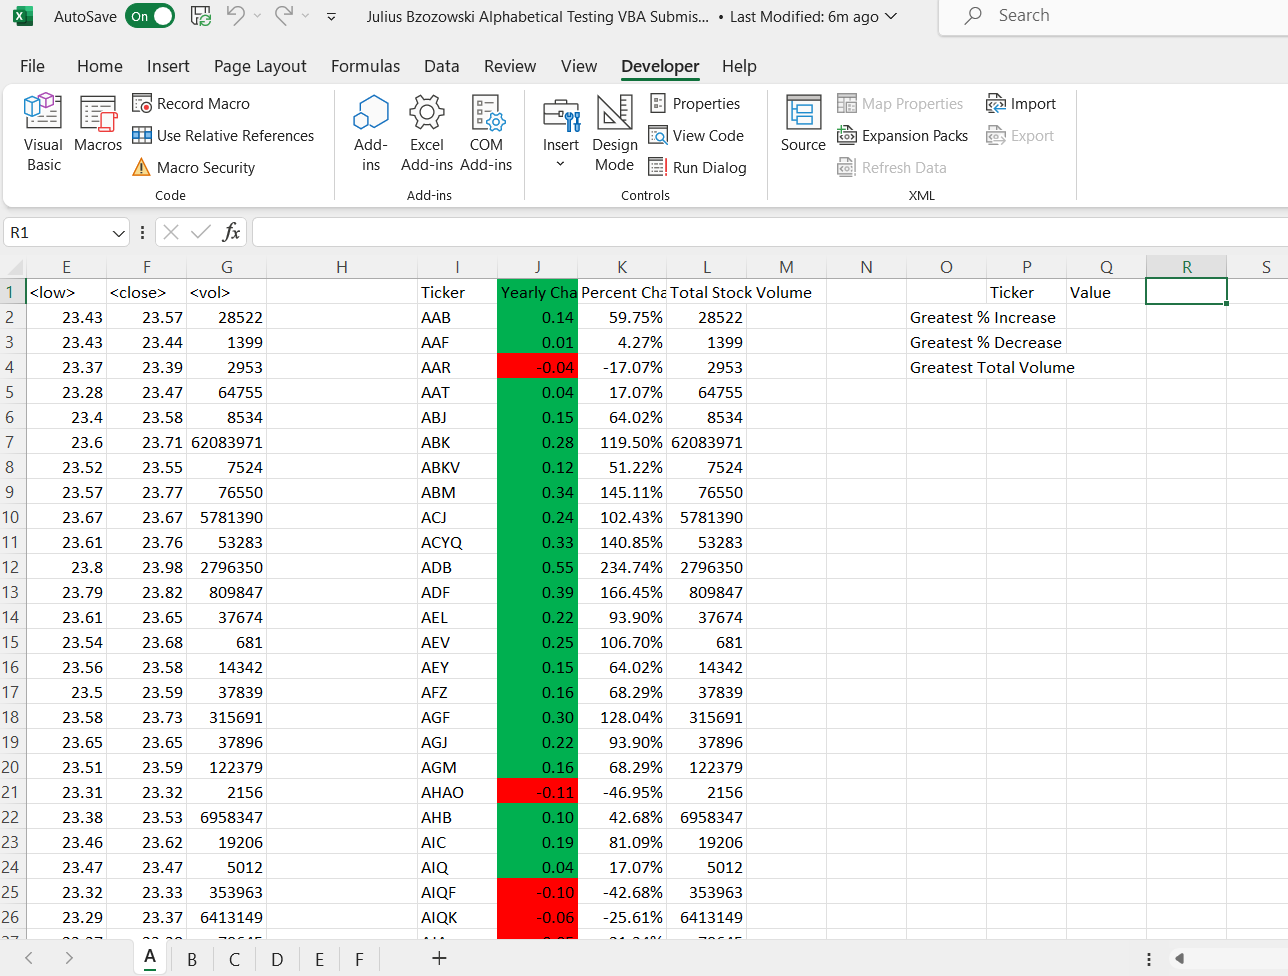 AutoSave On Julius Bzozowski Alphabetical Testing VBA Submis... • Last Modified: 6m ago Search
File Home Insert Page Layout Formulas Data Review View Developer Help
Visual Basic
Macros
Record Macro
Use Relative References
Macro Security
Code
Add-ins
Excel Add-ins
COM Add-ins
Add-ins
Insert
Design Mode
Properties
View Code
Run Dialog
Controls
Source
Map Properties
Expansion Packs
Refresh Data
Import
Export
XML
R1 fx
E F G H I J K L M N O P Q R S
1 <low> <close> <vol> Ticker Yearly Cha Percent Cha Total Stock Volume Ticker Value
2 23.43 23.57 28522 AAB 0.14 59.75% 28522 Greatest % Increase
3 23.43 23.44 1399 AAF 0.01 4.27% 1399 Greatest % Decrease
4 23.37 23.39 2953 AAR -0.04 -17.07% 2953 Greatest Total Volume
5 23.28 23.47 64755 AAT 0.04 17.07% 64755
6 23.4 23.58 8534 ABJ 0.15 64.02% 8534
7 23.6 23.71 62083971 ABK 0.28 119.50% 62083971
8 23.52 23.55 7524 ABKV 0.12 51.22% 7524
9 23.57 23.77 76550 ABM 0.34 145.11% 76550
10 23.67 23.67 5781390 ACJ 0.24 102.43% 5781390
11 23.61 23.76 53283 ACYQ 0.33 140.85% 53283
12 23.8 23.98 2796350 ADB 0.55 234.74% 2796350
13 23.79 23.82 809847 ADF 0.39 166.45% 809847
14 23.61 23.65 37674 AEL 0.22 93.90% 37674
15 23.54 23.68 681 AEV 0.25 106.70% 681
16 23.56 23.58 14342 AEY 0.15 64.02% 14342
17 23.5 23.59 37839 AFZ 0.16 68.29% 37839
18 23.58 23.73 315691 AGF 0.30 128.04% 315691
19 23.65 23.65 37896 AGJ 0.22 93.90% 37896
20 23.51 23.59 122379 AGM 0.16 68.29% 122379
21 23.31 23.32 2156 AHAO -0.11 -46.95% 2156
22 23.38 23.53 6958347 AHB 0.10 42.68% 6958347
23 23.46 23.62 19206 AIC 0.19 81.09% 19206
24 23.47 23.47 5012 AIQ 0.04 17.07% 5012
25 23.32 23.33 353963 AIQF -0.10 -42.68% 353963
26 23.29 23.37 6413149 AIQK -0.06 -25.61% 6413149
A B C D E F